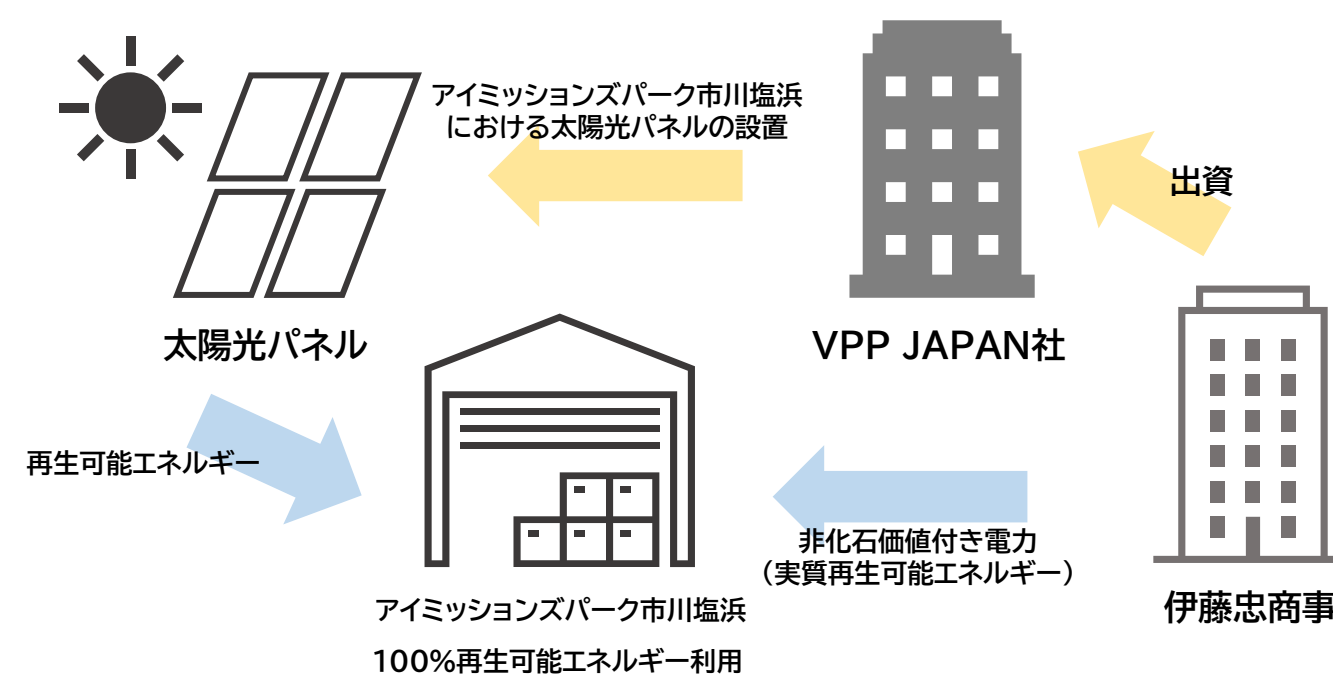 アイミッションズパーク市川塩浜
における太陽光パネルの設置
出資
太陽光パネル
VPP JAPAN社
再生可能エネルギー
非化石価値付き電力
（実質再生可能エネルギー）
アイミッションズパーク市川塩浜
100%再生可能エネルギー利用
伊藤忠商事